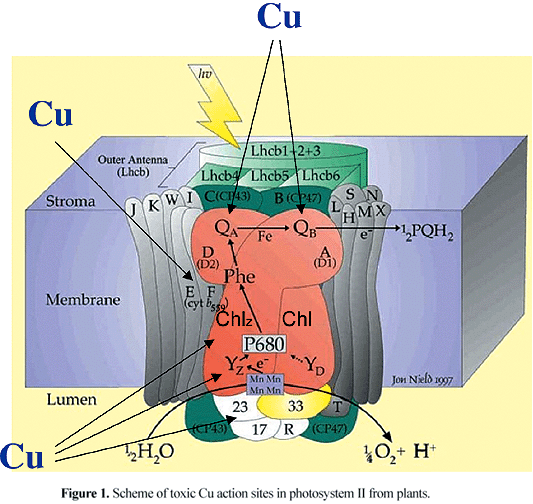 Cu
hν
Cu
Outer Antenna
(Lhcb)
Lhcb1+2+3
Lhcb4 Lhcb5 Lhcb6
Stroma
C(CP43) B (CP47)
J K W I
L S N
H M X
QA Fe QB e⁻ ½PQH₂
D
(D2)
A
(D1)
Phe
Membrane
E F
(cyt b559)
Chlz Chl
P680
YZ e⁻ YD
Mn Mn
Mn Mn
Jon Nield 1997
Lumen
23 33 T
(CP43) 17 R (CP47)
Cu
½H₂O
¼O₂+ H⁺
Figure 1. Scheme of toxic Cu action sites in photosystem II from plants.